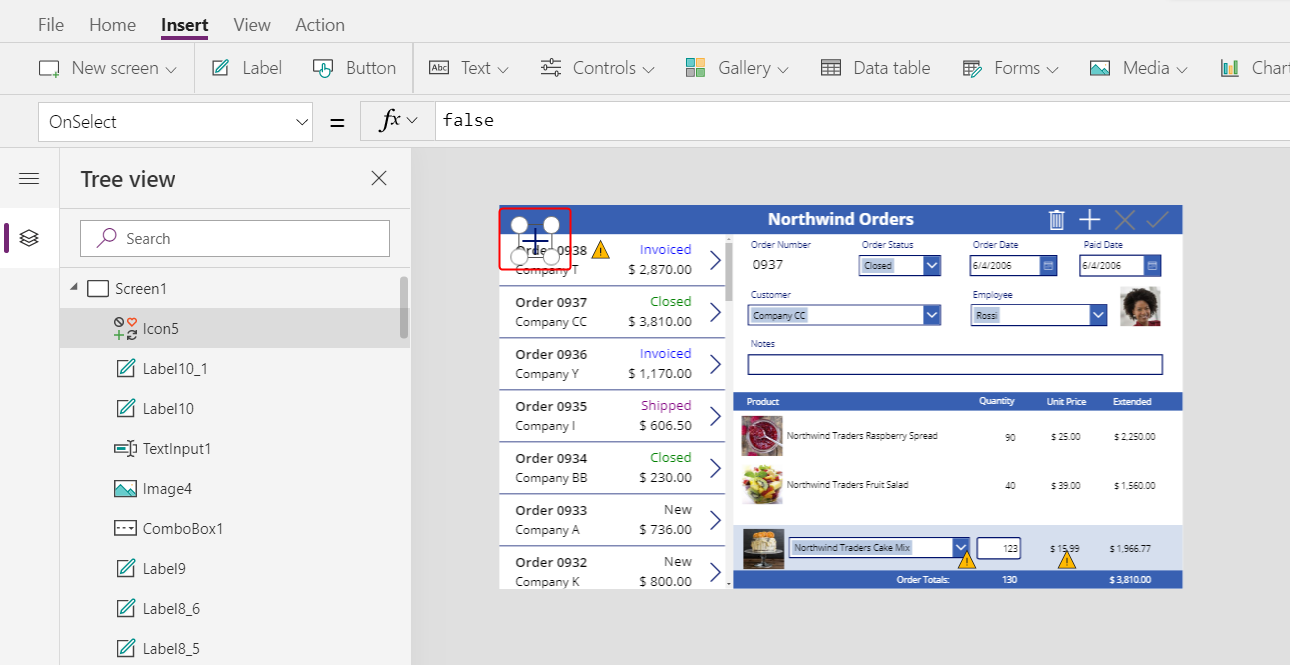 File Home Insert View Action
New screen Label Button Abc Text Controls Gallery Data table Forms Media Chart
OnSelect = fx false
Tree view
Search
Screen1
Icon5
Label10_1
Label10
TextInput1
Image4
ComboBox1
Label9
Label8_6
Label8_5
Northwind Orders
Order 0938 Invoiced
Company T $ 2,870.00
Order 0937 Closed
Company CC $ 3,810.00
Order 0936 Invoiced
Company Y $ 1,170.00
Order 0935 Shipped
Company I $ 606.50
Order 0934 Closed
Company BB $ 230.00
Order 0933 New
Company A $ 736.00
Order 0932 New
Company K $ 800.00
Order Number Order Status Order Date Paid Date
0937 Closed 6/4/2006 6/4/2006
Customer Employee
Company CC Rossi
Notes
Product Quantity Unit Price Extended
Northwind Traders Raspberry Spread 90 $ 25.00 $ 2,250.00
Northwind Traders Fruit Salad 40 $ 39.00 $ 1,560.00
Northwind Traders Cake Mix 123 $ 15.99 $ 1,966.77
Order Totals: 130 $ 3,810.00